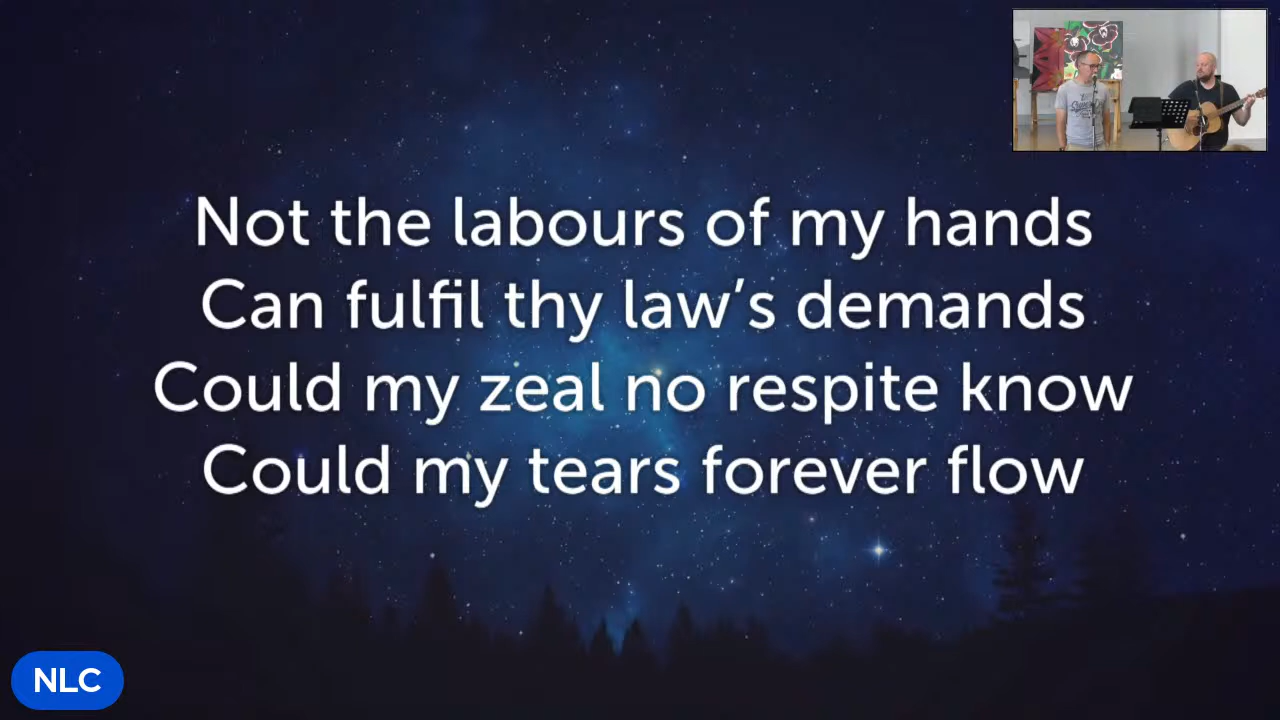 Not the labours of my hands
Can fulfil thy law’s demands
Could my zeal no respite know
Could my tears forever flow
NLC